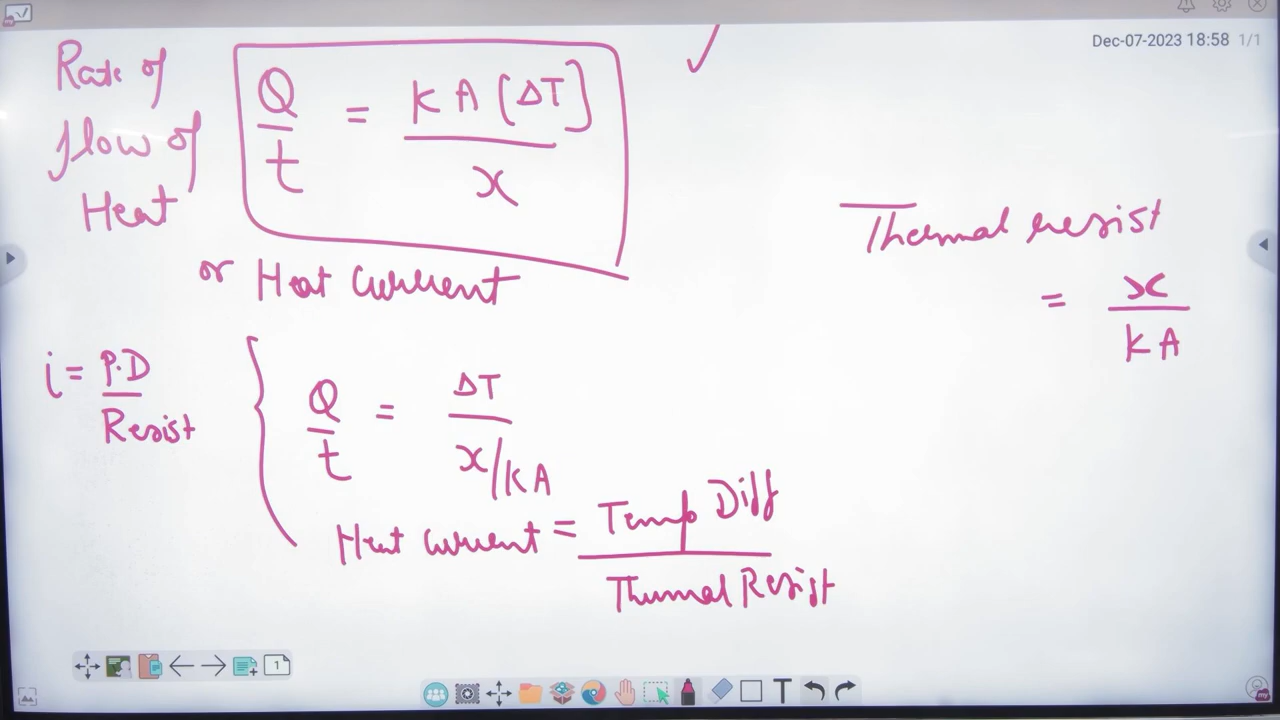 Dec-07-2023 18:58 1/1
Rate of
flow of
Heat
Q/t = KA(ΔT]/x
or Heat Current
Thermal resist
= x/KA
i = P.D/Resist
Q/t = ΔT/x/KA
Heat Current = Temp Diff/Thermal Resist
1
T